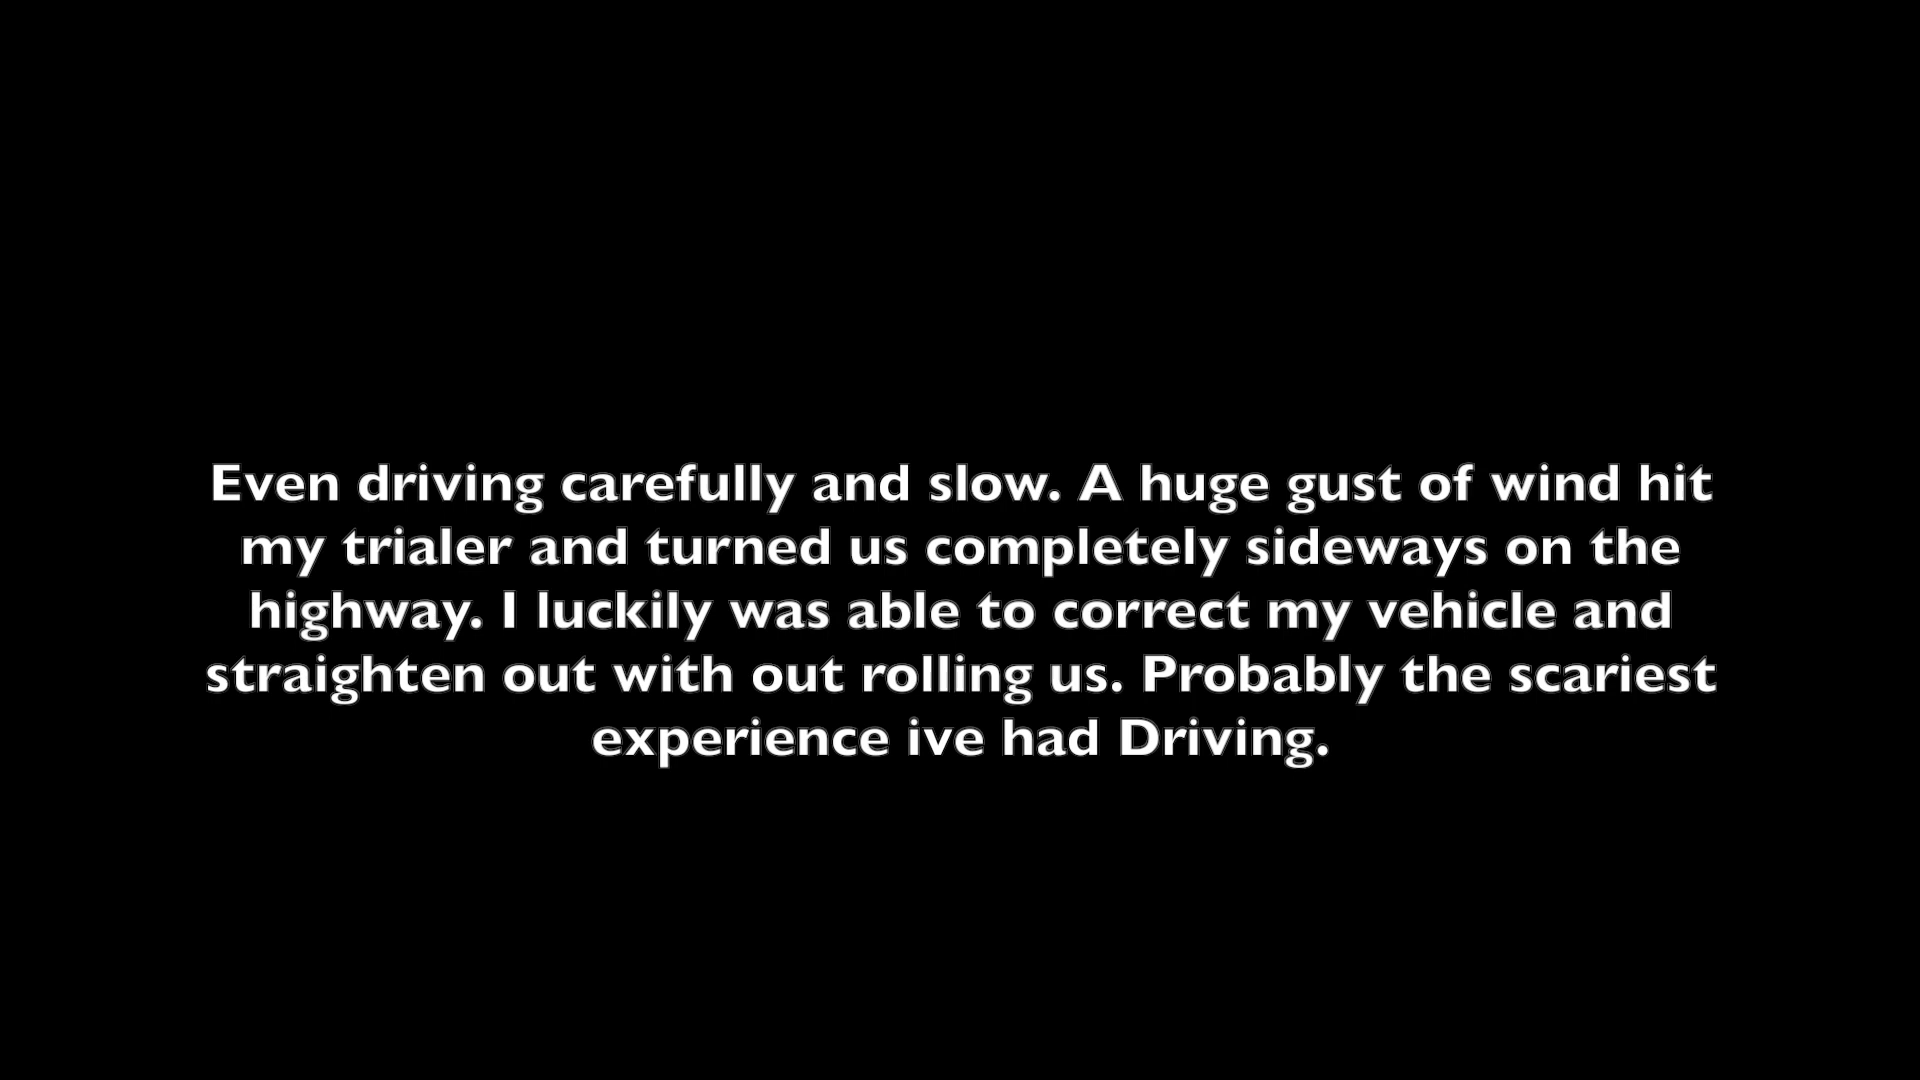 Even driving carefully and slow. A huge gust of wind hit
my trialer and turned us completely sideways on the
highway. I luckily was able to correct my vehicle and
straighten out with out rolling us. Probably the scariest
experience ive had Driving.